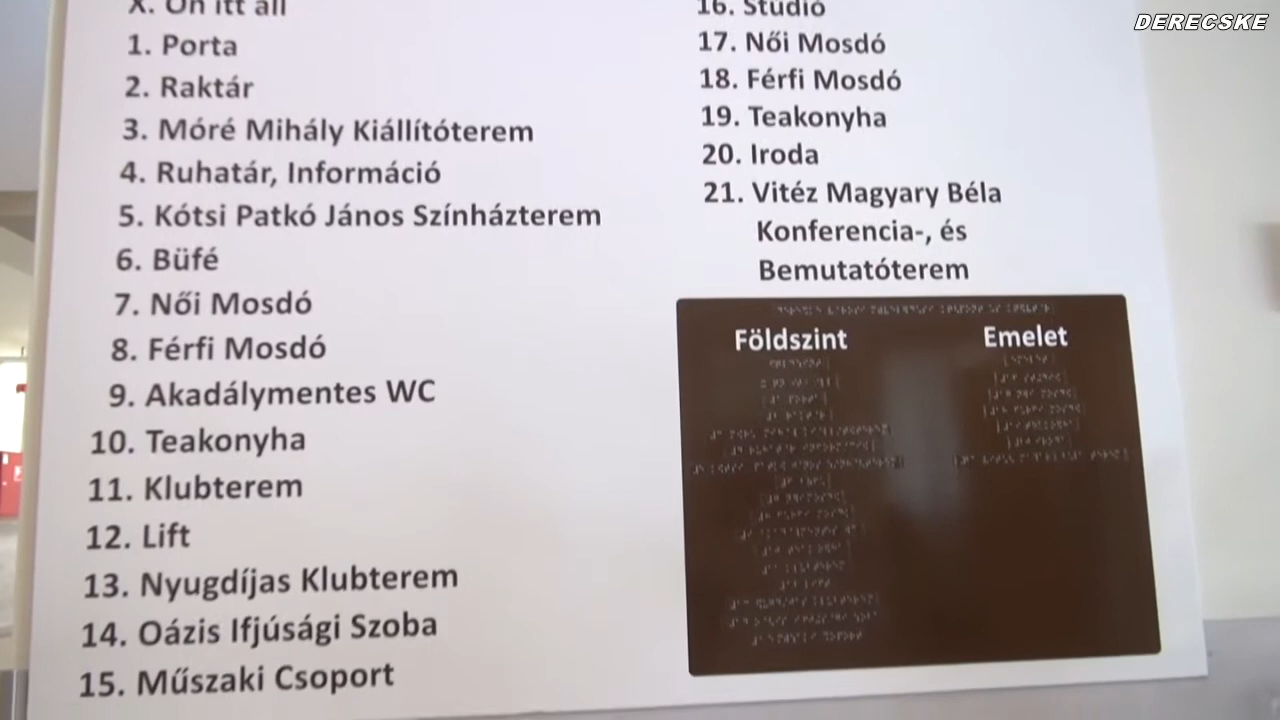 DERECSKE
X. Ön itt áll
1. Porta
2. Raktár
3. Móré Mihály Kiállítóterem
4. Ruhatár, Információ
5. Kótsi Patkó János Színházterem
6. Büfé
7. Női Mosdó
8. Férfi Mosdó
9. Akadálymentes WC
10. Teakonyha
11. Klubterem
12. Lift
13. Nyugdíjas Klubterem
14. Oázis Ifjúsági Szoba
15. Műszaki Csoport
16. Stúdió
17. Női Mosdó
18. Férfi Mosdó
19. Teakonyha
20. Iroda
21. Vitéz Magyary Béla
Konferencia-, és
Bemutatóterem
Földszint
Emelet